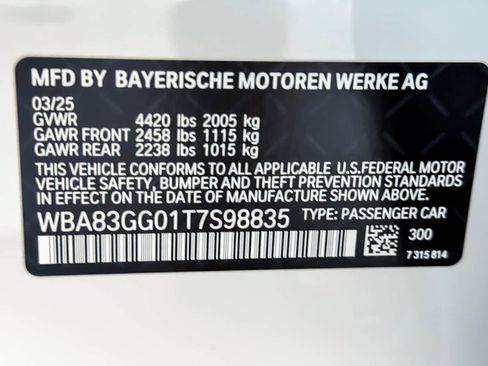 MFD BY BAYERISCHE MOTOREN WERKE AG
03/25
GVWR 4420 lbs 2005 kg
GAWR FRONT 2458 lbs 1115 kg
GAWR REAR 2238 lbs 1015 kg
THIS VEHICLE CONFORMS TO ALL APPLICABLE U.S.FEDERAL MOTOR
VEHICLE SAFETY, BUMPER AND THEFT PREVENTION STANDARDS
IN EFFECT ON THE DATE OF MANUFACTURE SHOWN ABOVE.
WBA83GG01T7S98835 TYPE: PASSENGER CAR
300
7 315 814